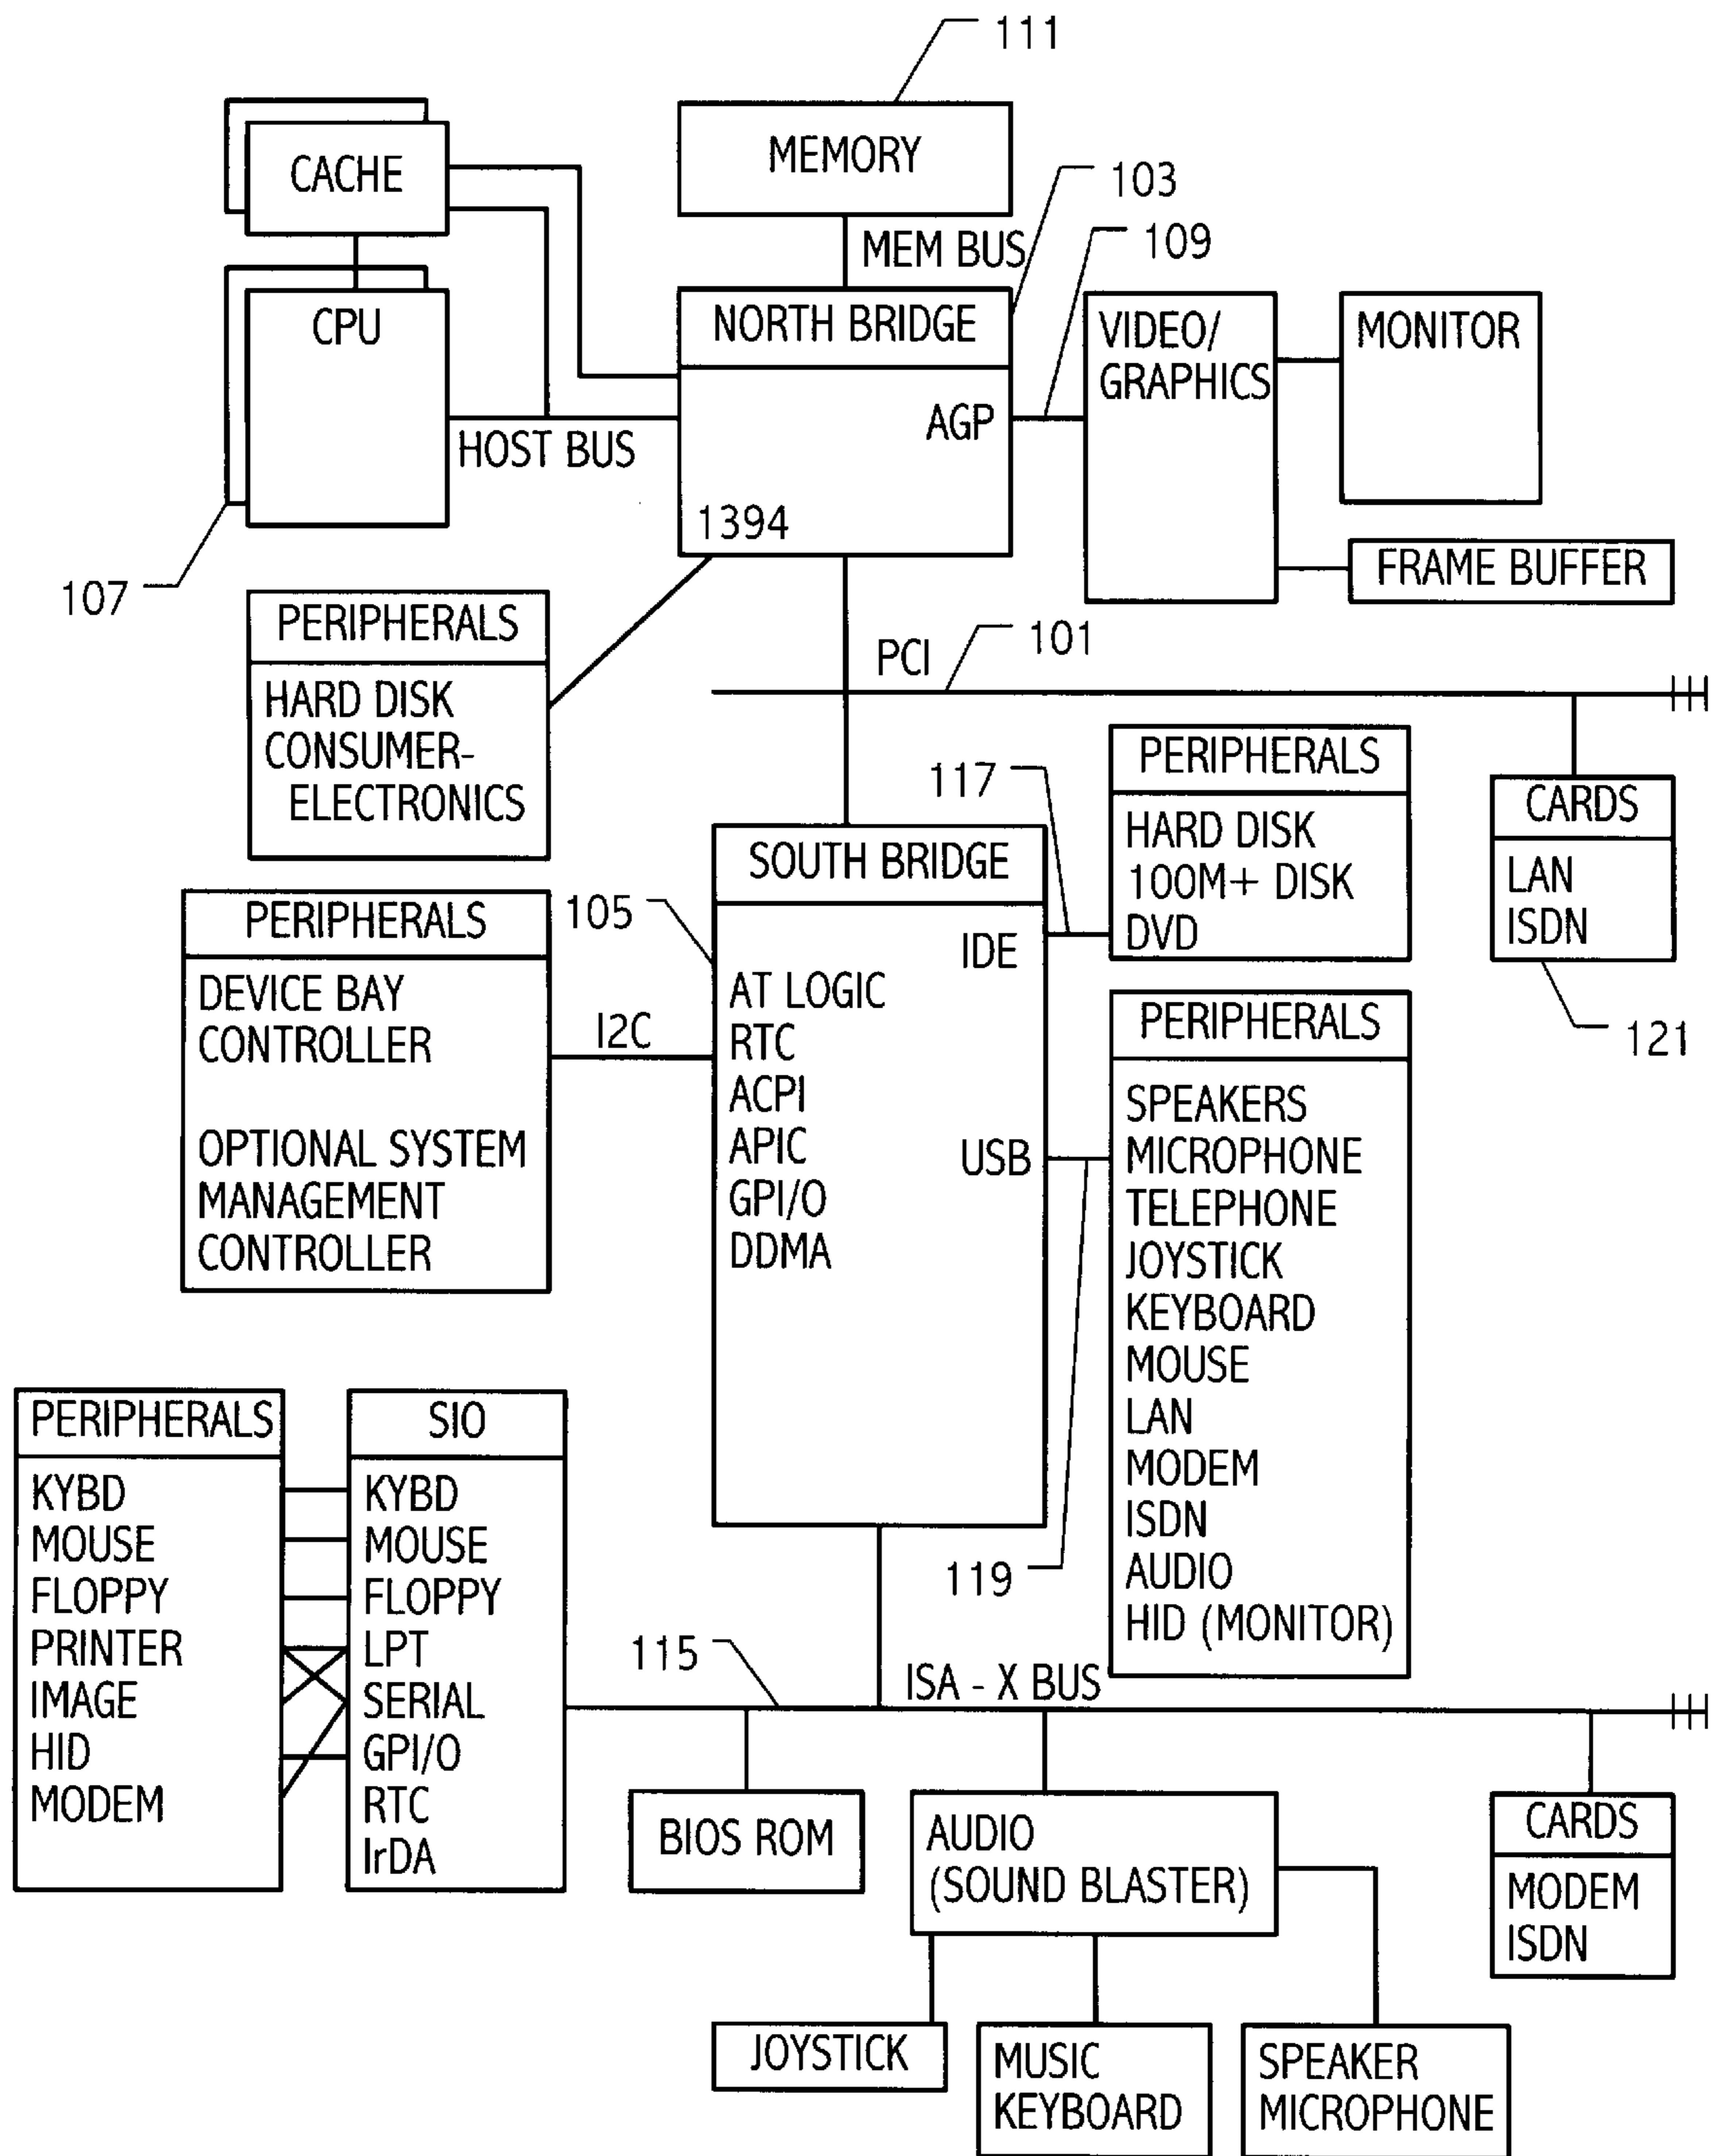 111
MEMORY
CACHE
103
MEM BUS
109
CPU
NORTH BRIDGE
VIDEO/
GRAPHICS
MONITOR
AGP
HOST BUS
1394
FRAME BUFFER
107
PERIPHERALS
HARD DISK
CONSUMER-
ELECTRONICS
PCI
101
117
PERIPHERALS
HARD DISK
100M+ DISK
DVD
CARDS
LAN
ISDN
121
SOUTH BRIDGE
105
IDE
AT LOGIC
RTC
ACPI
APIC
GPI/O
DDMA
USB
PERIPHERALS
DEVICE BAY
CONTROLLER
OPTIONAL SYSTEM
MANAGEMENT
CONTROLLER
I2C
PERIPHERALS
SPEAKERS
MICROPHONE
TELEPHONE
JOYSTICK
KEYBOARD
MOUSE
LAN
MODEM
ISDN
AUDIO
HID (MONITOR)
119
PERIPHERALS
KYBD
MOUSE
FLOPPY
PRINTER
IMAGE
HID
MODEM
SIO
KYBD
MOUSE
FLOPPY
LPT
SERIAL
GPI/O
RTC
IrDA
115
ISA - X BUS
BIOS ROM
AUDIO
(SOUND BLASTER)
CARDS
MODEM
ISDN
JOYSTICK
MUSIC
KEYBOARD
SPEAKER
MICROPHONE